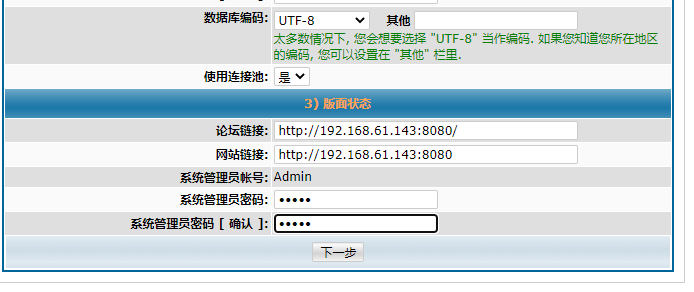 数据库编码: UTF-8 其他
太多数情况下, 您会想要选择 "UTF-8" 当作编码. 如果您知道您所在地区
的编码, 您可以设置在 "其他" 栏里.
使用连接池: 是
3) 版面状态
论坛链接: http://192.168.61.143:8080/
网站链接: http://192.168.61.143:8080
系统管理员帐号: Admin
系统管理员密码: •••••
系统管理员密码 [ 确认 ]: •••••
下一步